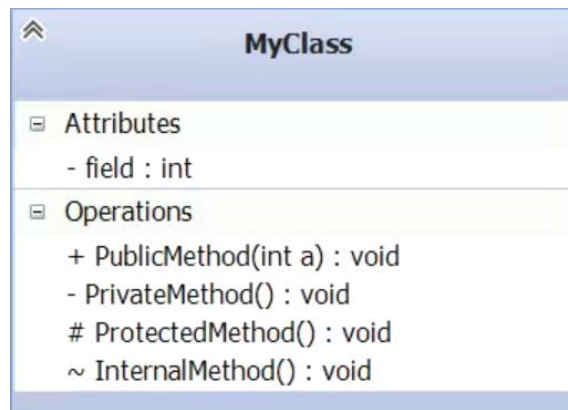 MyClass
Attributes
- field : int
Operations
+ PublicMethod(int a) : void
- PrivateMethod() : void
# ProtectedMethod() : void
~ InternalMethod() : void